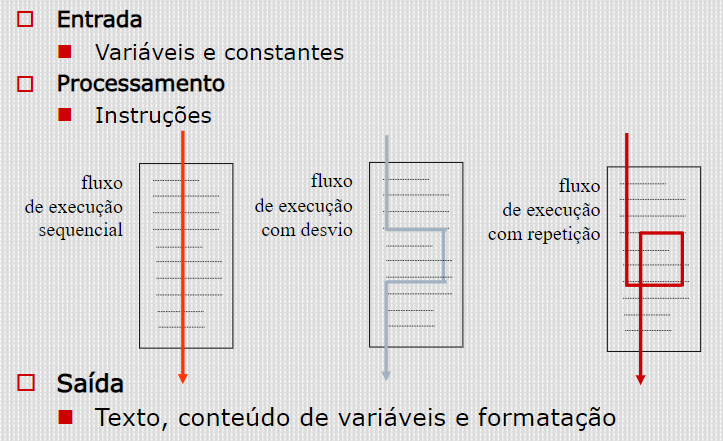 Entrada
Variáveis e constantes
Processamento
Instruções
fluxo
de execução
sequencial
fluxo
de execução
com desvio
fluxo
de execução
com repetição
Saída
Texto, conteúdo de variáveis e formatação